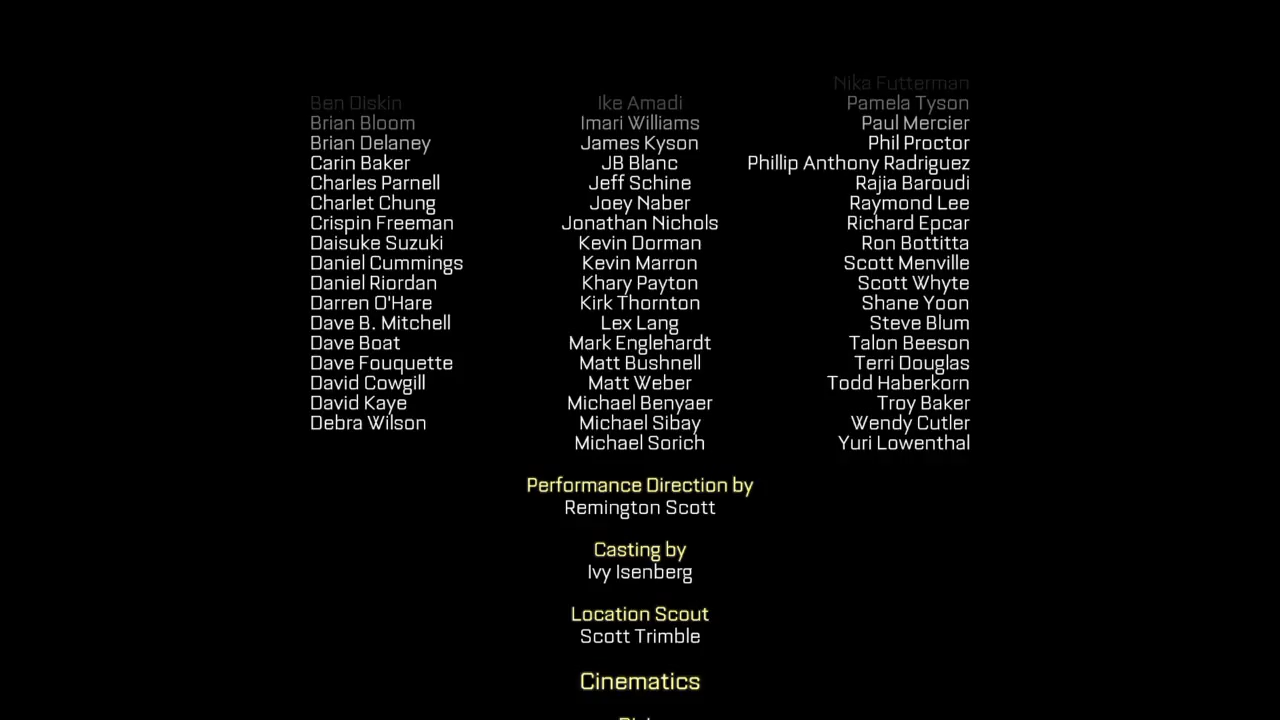 Ben Diskin
Brian Bloom
Brian Delaney
Carin Baker
Charles Parnell
Charlet Chung
Crispin Freeman
Daisuke Suzuki
Daniel Cummings
Daniel Riordan
Darren O'Hare
Dave B. Mitchell
Dave Boat
Dave Fouquette
David Cowgill
David Kaye
Debra Wilson
Ike Amadi
Imari Williams
James Kyson
JB Blanc
Jeff Schine
Joey Naber
Jonathan Nichols
Kevin Dorman
Kevin Marron
Khary Payton
Kirk Thornton
Lex Lang
Mark Englehardt
Matt Bushnell
Matt Weber
Michael Benyaer
Michael Sibay
Michael Sorich
Nika Futterman
Pamela Tyson
Paul Mercier
Phil Proctor
Phillip Anthony Radriguez
Rajia Baroudi
Raymond Lee
Richard Epcar
Ron Bottitta
Scott Menville
Scott Whyte
Shane Yoon
Steve Blum
Talon Beeson
Terri Douglas
Todd Haberkorn
Troy Baker
Wendy Cutler
Yuri Lowenthal
Performance Direction by
Remington Scott
Casting by
Ivy Isenberg
Location Scout
Scott Trimble
Cinematics